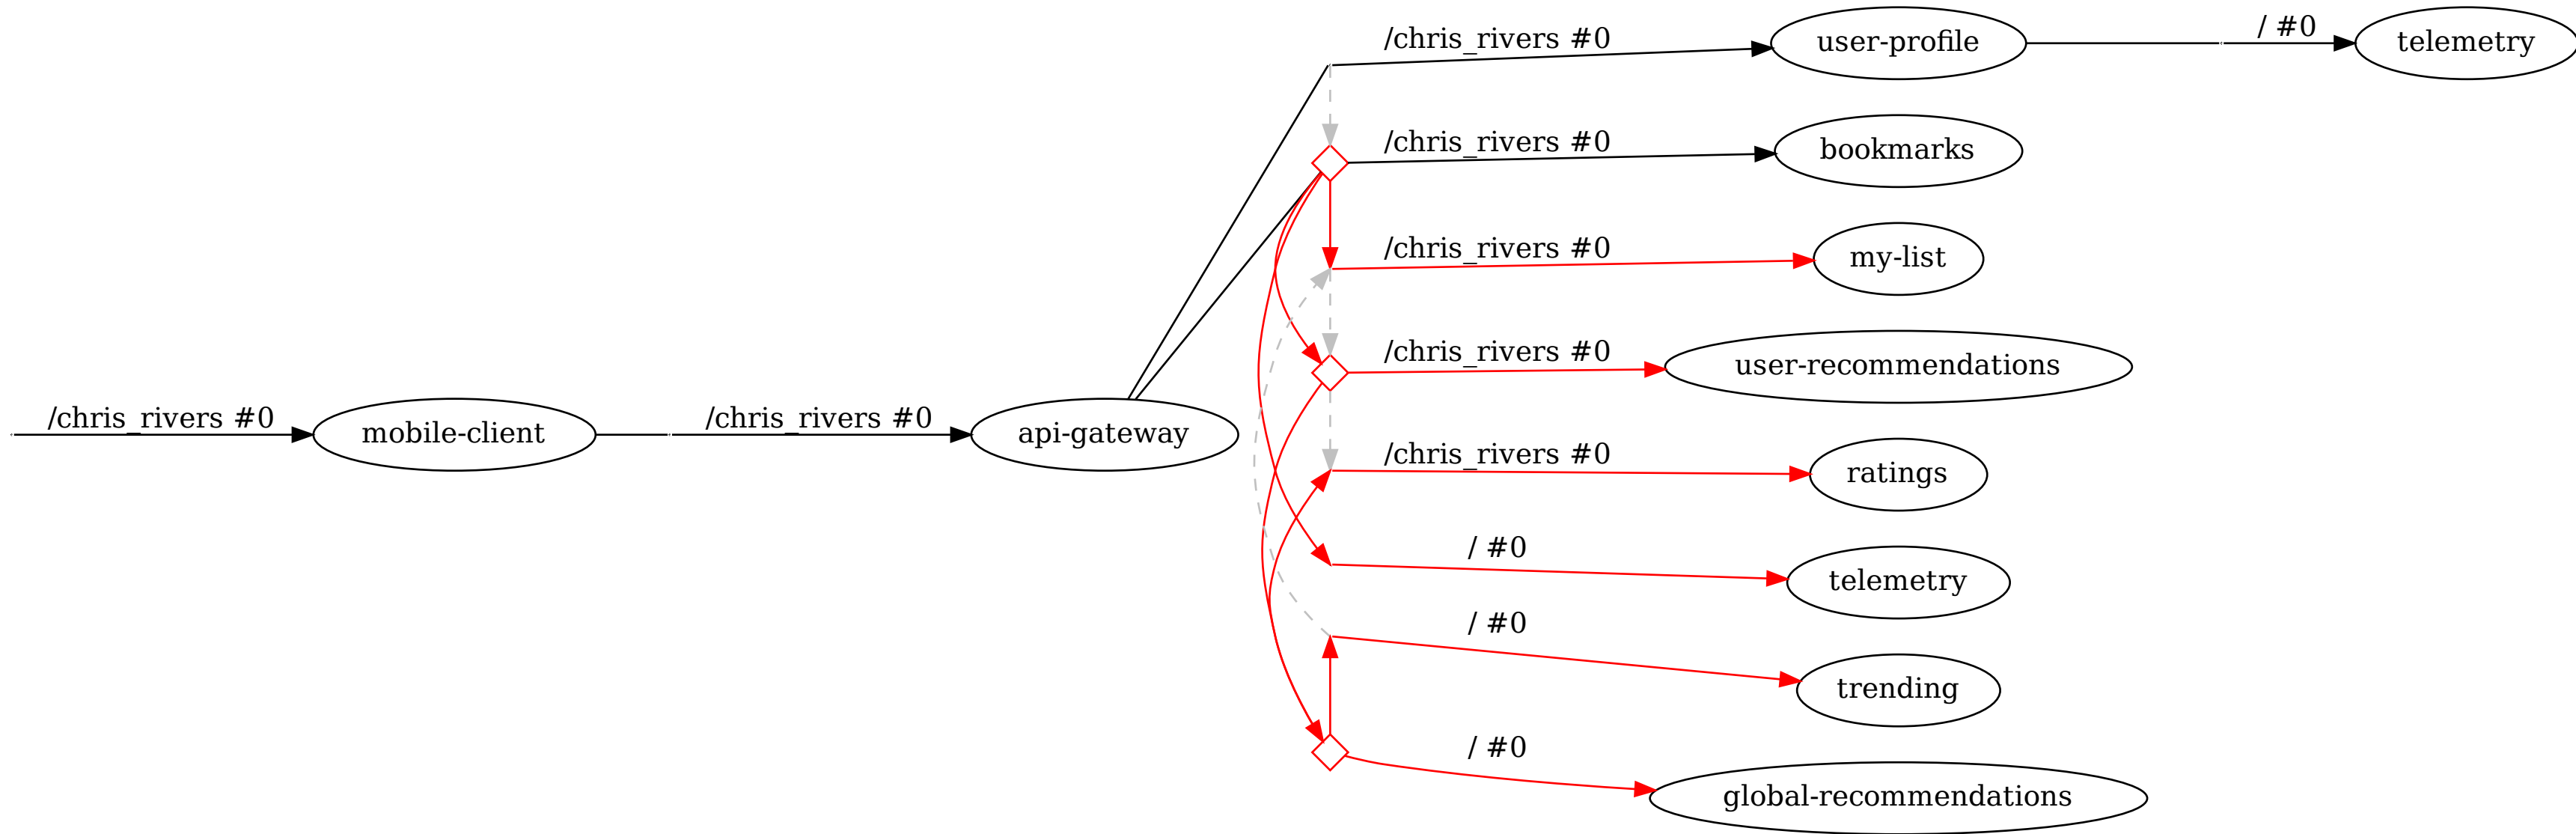 /chris_rivers #0
user-profile
/ #0
telemetry
/chris_rivers #0
bookmarks
/chris_rivers #0
my-list
/chris_rivers #0
user-recommendations
/chris_rivers #0
mobile-client
/chris_rivers #0
api-gateway
/chris_rivers #0
ratings
/ #0
telemetry
/ #0
trending
/ #0
global-recommendations